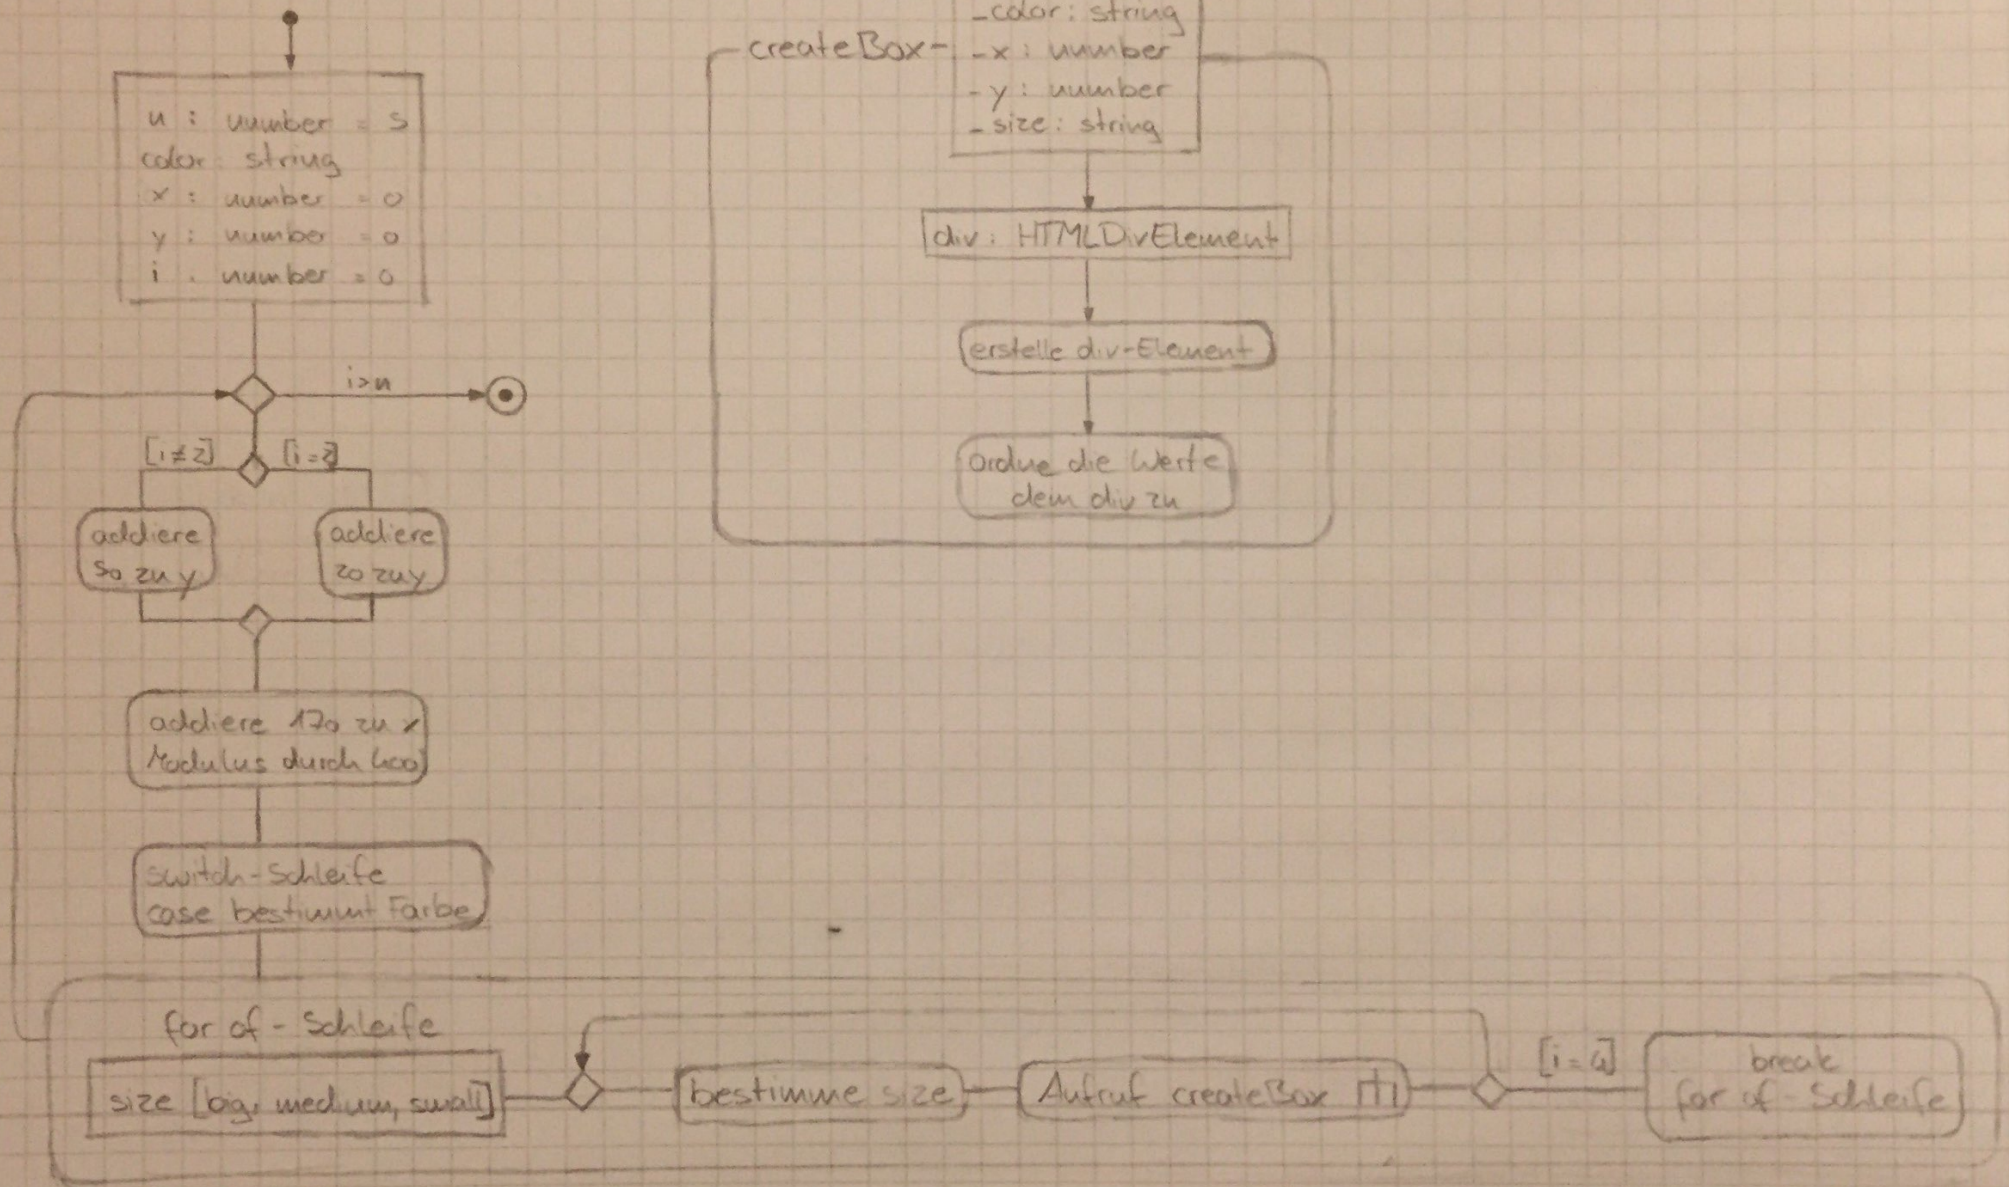 n : number = 5
color : string
x : number = 0
y : number = 0
i : number = 0
i>n
[i≠2] [i=2]
addiere
50 zu y
addiere
20 zu y
addiere 170 zu x
Modulus durch 400
switch-Schleife
case bestimmt Farbe
for of - Schleife
size [big, medium, small]
bestimme size
Aufruf createBox
[i = 4]
break
for of - Schleife
createBox
_color: string
_x : number
_y : number
_size : string
div : HTMLDivElement
erstelle div-Element
ordne die Werte
dem div zu